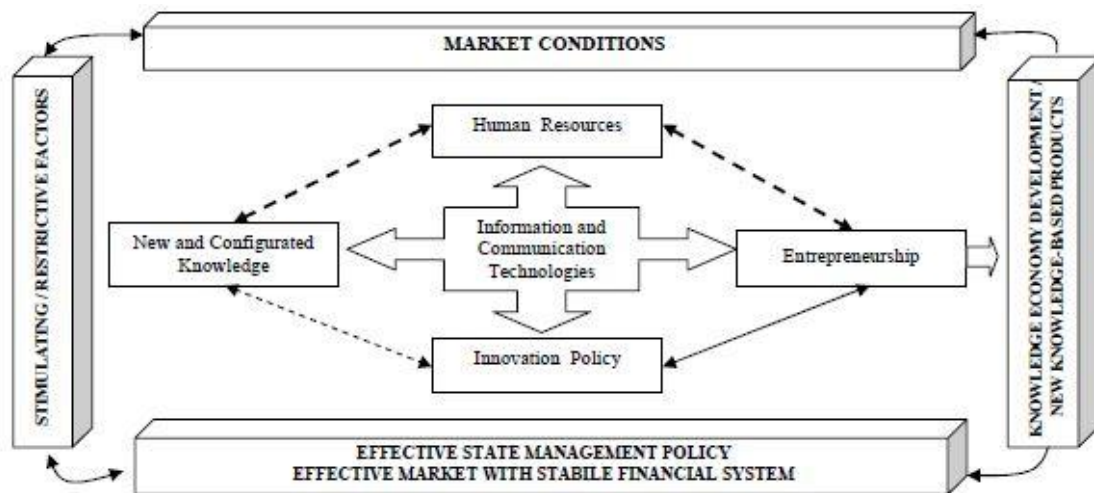 MARKET CONDITIONS
STIMULATING / RESTRICTIVE FACTORS
Human Resources
New and Configurated
Knowledge
Information and
Communication
Technologies
Entrepreneurship
Innovation Policy
KNOWLEDGE ECONOMY DEVELOPMENT /
NEW KNOWLEDGE-BASED PRODUCTS
EFFECTIVE STATE MANAGEMENT POLICY
EFFECTIVE MARKET WITH STABILE FINANCIAL SYSTEM